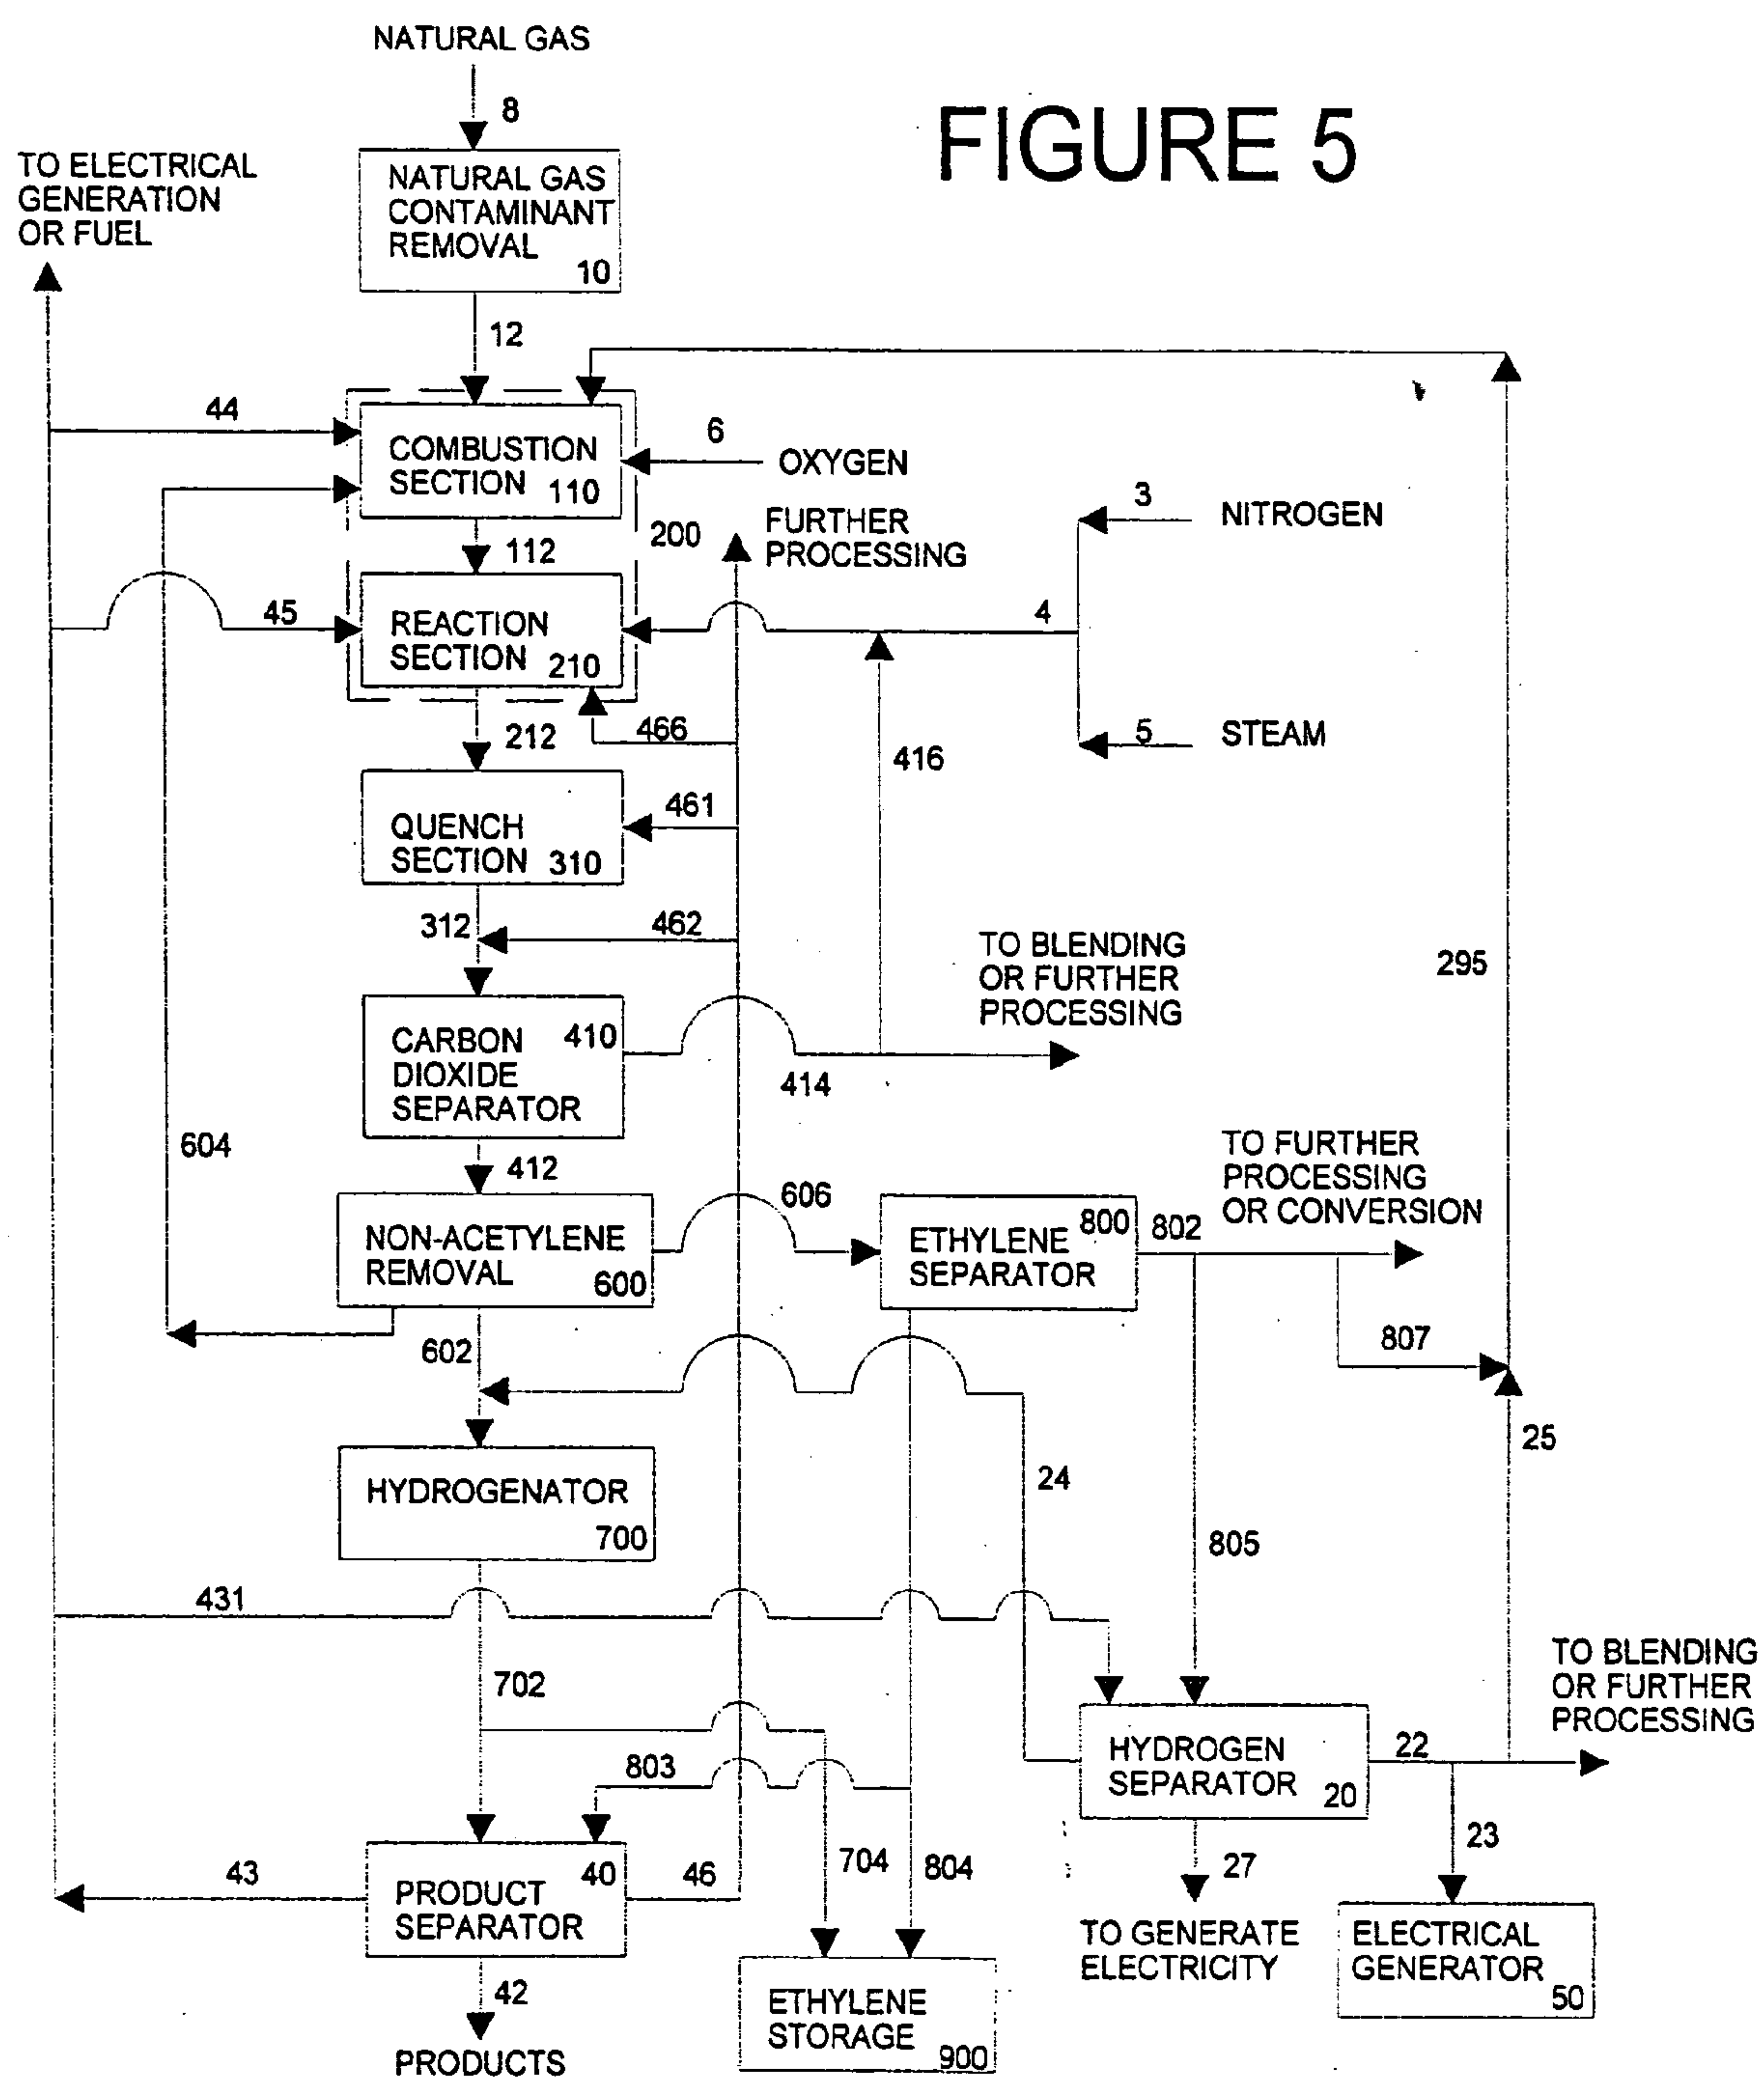 NATURAL GAS
8
FIGURE 5
TO ELECTRICAL
GENERATION
OR FUEL
NATURAL GAS
CONTAMINANT
REMOVAL
10
12
44
6
OXYGEN
COMBUSTION
SECTION 110
3
NITROGEN
200
FURTHER
PROCESSING
112
45
4
REACTION
SECTION 210
212
466
5
STEAM
416
461
QUENCH
SECTION 310
312
462
TO BLENDING
OR FURTHER
PROCESSING
295
CARBON
DIOXIDE
SEPARATOR
410
414
604
412
606
TO FURTHER
PROCESSING
OR CONVERSION
NON-ACETYLENE
REMOVAL
600
ETHYLENE
SEPARATOR
800
802
807
602
25
24
HYDROGENATOR
700
805
431
702
TO BLENDING
OR FURTHER
PROCESSING
803
HYDROGEN
SEPARATOR
20
22
23
43
PRODUCT
SEPARATOR
40
46
704
804
27
TO GENERATE
ELECTRICITY
ELECTRICAL
GENERATOR
50
42
ETHYLENE
STORAGE
900
PRODUCTS